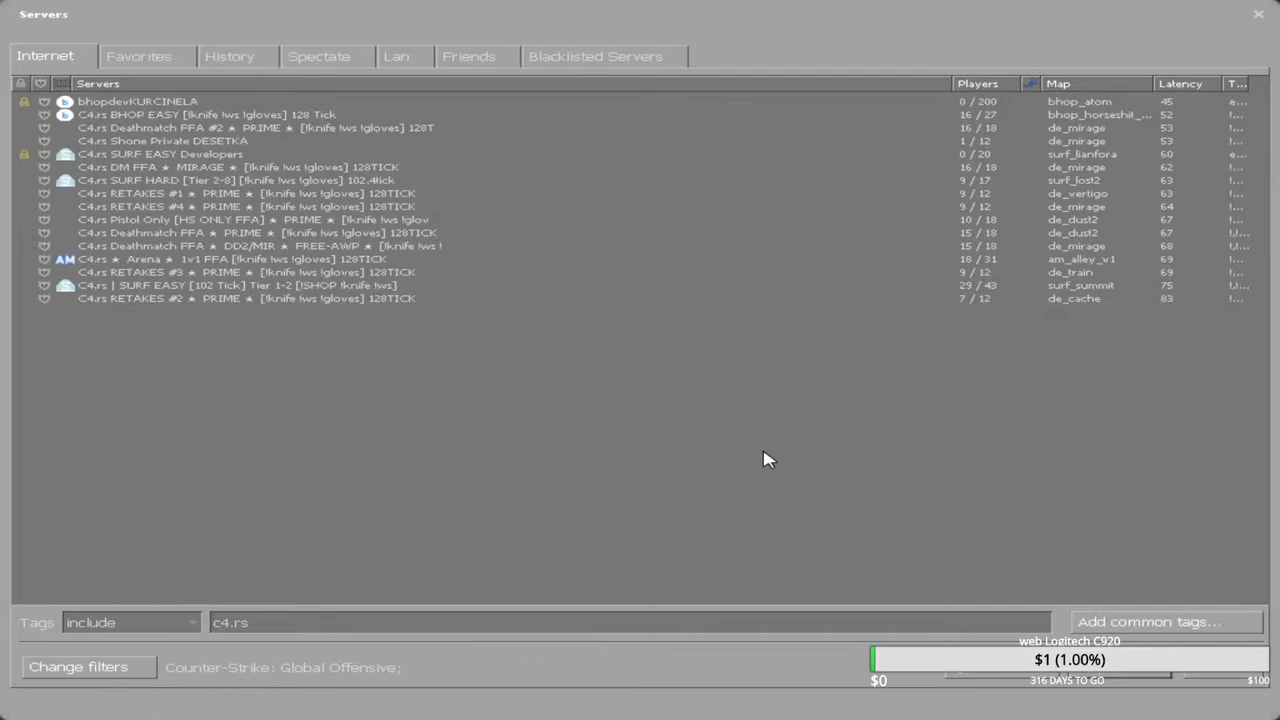 Servers
Internet Favorites History Spectate Lan Friends Blacklisted Servers
Servers Players Map Latency T...
bhopdevKURCINELA 0 / 200 bhop_atom 45 e...
C4.rs BHOP EASY [!knife !ws !gloves] 128 Tick 16 / 27 bhop_horseshit_... 52 !...
C4.rs Deathmatch FFA #2 ★ PRIME ★ [!knife !ws !gloves] 128T 16 / 18 de_mirage 53 !...
C4.rs Shone Private DESETKA 1 / 12 de_mirage 53 !...
C4.rs SURF EASY Developers 0 / 20 surf_lianfora 60 e...
C4.rs DM FFA ★ MIRAGE ★ [!knife !ws !gloves] 128TICK 16 / 18 de_mirage 62 !...
C4.rs SURF HARD [Tier 2-8] [!knife !ws !gloves] 102.4tick 9 / 17 surf_lost2 63 !...
C4.rs RETAKES #1 ★ PRIME ★ [!knife !ws !gloves] 128TICK 9 / 12 de_vertigo 63 !...
C4.rs RETAKES #4 ★ PRIME ★ [!knife !ws !gloves] 128TICK 9 / 12 de_mirage 64 !...
C4.rs Pistol Only [HS ONLY FFA] ★ PRIME ★ [!knife !ws !glov 10 / 18 de_dust2 67 !...
C4.rs Deathmatch FFA ★ PRIME ★ [!knife !ws !gloves] 128TICK 15 / 18 de_dust2 67 !,!...
C4.rs Deathmatch FFA ★ DD2/MIR ★ FREE-AWP ★ [!knife !ws ! 15 / 18 de_mirage 68 !,...
AM C4.rs ★ Arena ★ 1v1 FFA [!knife !ws !gloves] 128TICK 18 / 31 am_alley_v1 69 !...
C4.rs RETAKES #3 ★ PRIME ★ [!knife !ws !gloves] 128TICK 9 / 12 de_train 69 !...
C4.rs | SURF EASY [102 Tick] Tier 1-2 [!SHOP !knife !ws] 29 / 43 surf_summit 75 !,!...
C4.rs RETAKES #2 ★ PRIME ★ [!knife !ws !gloves] 128TICK 7 / 12 de_cache 83 !...
Tags include c4.rs Add common tags...
web Logitech C920
Change filters Counter-Strike: Global Offensive; $1 (1.00%)
$0 316 DAYS TO GO $100